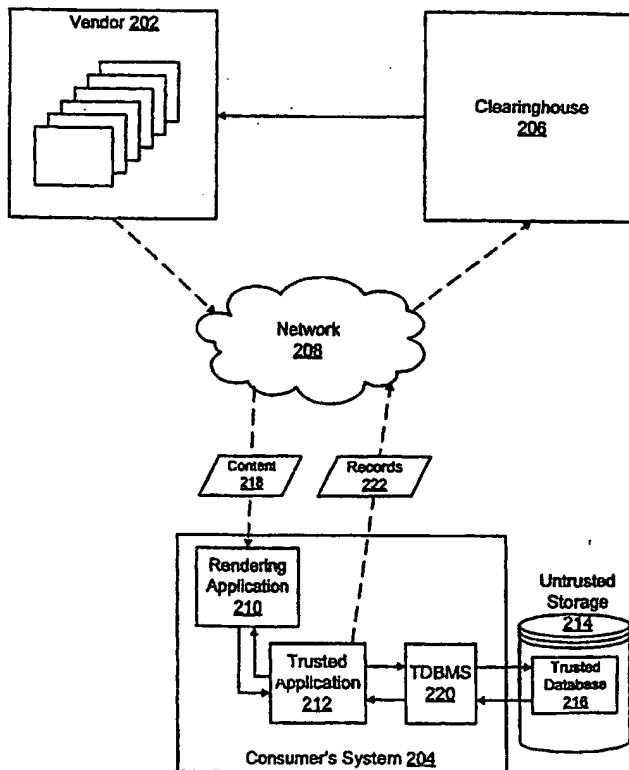 Vendor 202
Clearinghouse
206
Network
208
Content
218
Records
222
Rendering
Application
210
Trusted
Application
212
TDBMS
220
Untrusted
Storage
214
Trusted
Database
216
Consumer's System 204